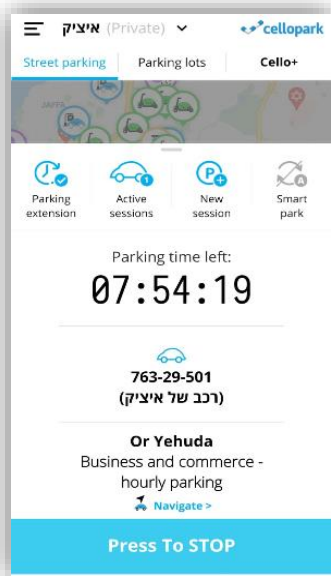 איציק (Private)
cellopark
Street parking
Parking lots
Cello+
JAFFA
Parking extension
Active sessions
1
New session
Smart park
Parking time left:
07:54:19
763-29-501
(רכב של איציק)
Or Yehuda
Business and commerce -
hourly parking
Navigate >
Press To STOP